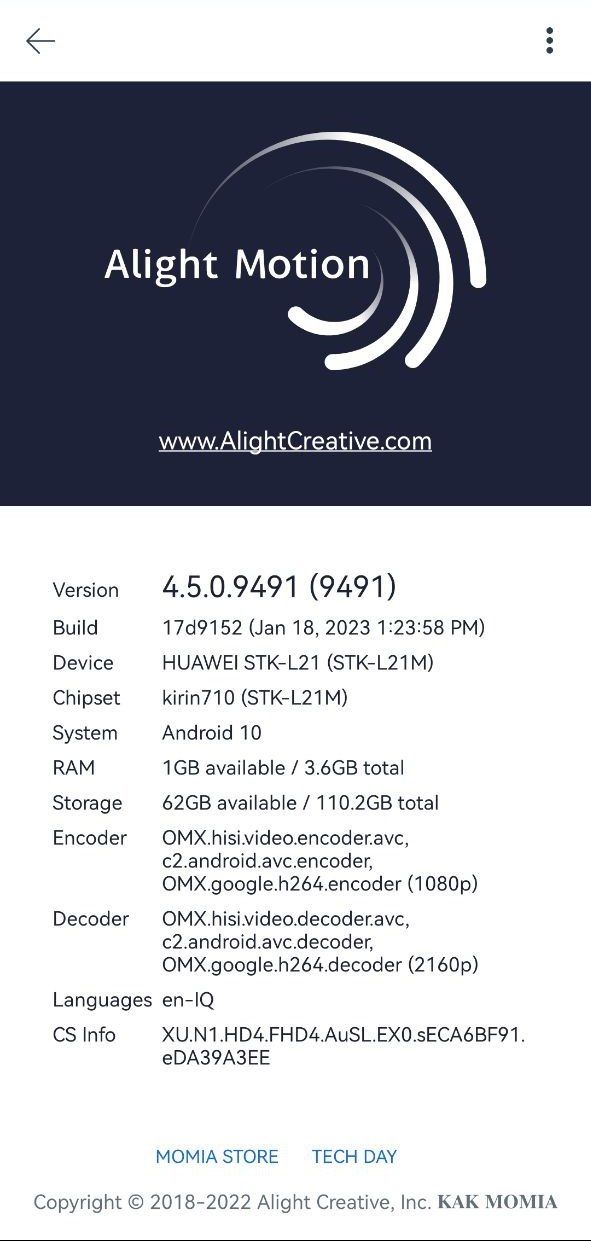 Alight Motion
www.AlightCreative.com
Version 4.5.0.9491 (9491)
Build 17d9152 (Jan 18, 2023 1:23:58 PM)
Device HUAWEI STK-L21 (STK-L21M)
Chipset kirin710 (STK-L21M)
System Android 10
RAM 1GB available / 3.6GB total
Storage 62GB available / 110.2GB total
Encoder OMX.hisi.video.encoder.avc,
c2.android.avc.encoder,
OMX.google.h264.encoder (1080p)
Decoder OMX.hisi.video.decoder.avc,
c2.android.avc.decoder,
OMX.google.h264.decoder (2160p)
Languages en-IQ
CS Info XU.N1.HD4.FHD4.AuSL.EX0.sECA6BF91.
eDA39A3EE
MOMIA STORE TECH DAY
Copyright © 2018-2022 Alight Creative, Inc. KAK MOMIA